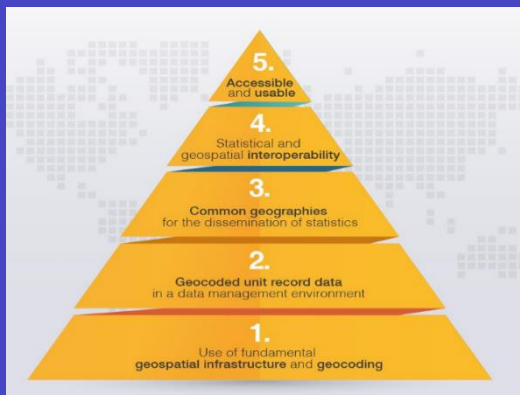 5.
Accessible
and usable
4.
Statistical and
geospatial interoperability
3.
Common geographies
for the dissemination of statistics
2.
Geocoded unit record data
in a data management environment
1.
Use of fundamental
geospatial infrastructure and geocoding